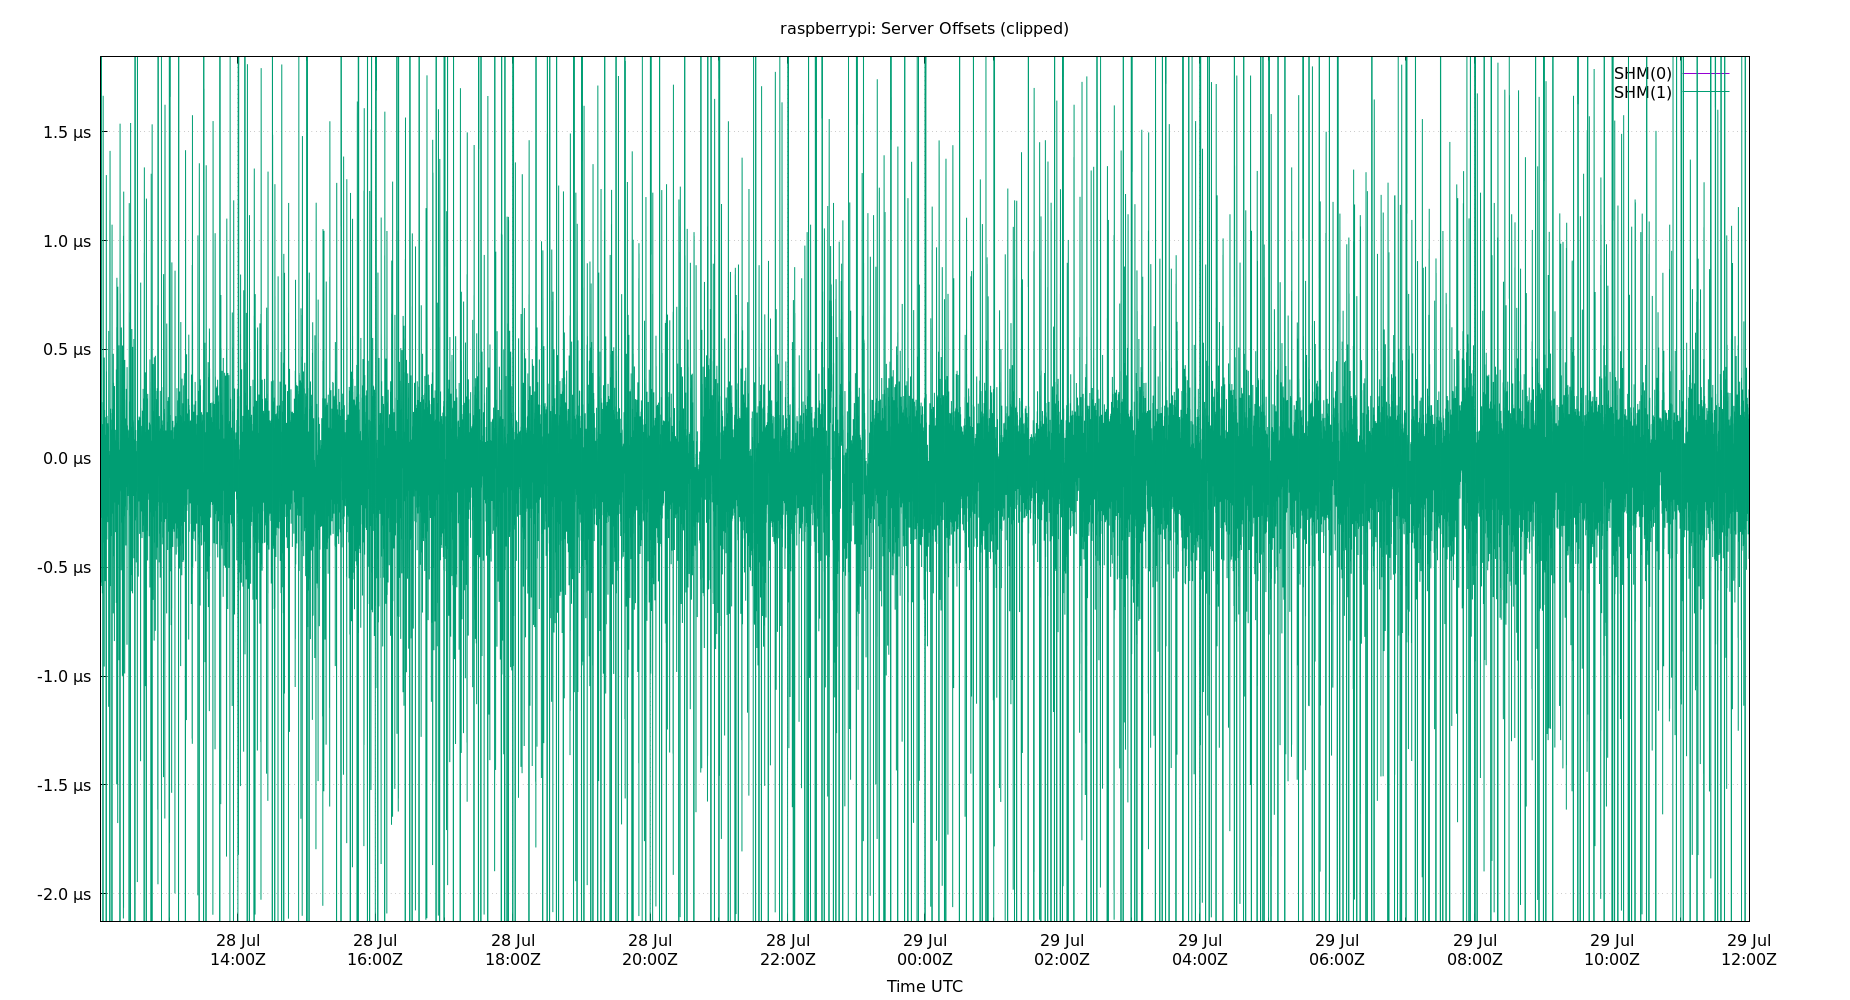 raspberrypi: Server Offsets (clipped)
SHM(0)
SHM(1)
1.5 µs
1.0 µs
0.5 µs
0.0 µs
-0.5 µs
-1.0 µs
-1.5 µs
-2.0 µs
28 Jul 28 Jul 28 Jul 28 Jul 28 Jul 29 Jul 29 Jul 29 Jul 29 Jul 29 Jul 29 Jul 29 Jul
14:00Z 16:00Z 18:00Z 20:00Z 22:00Z 00:00Z 02:00Z 04:00Z 06:00Z 08:00Z 10:00Z 12:00Z
Time UTC